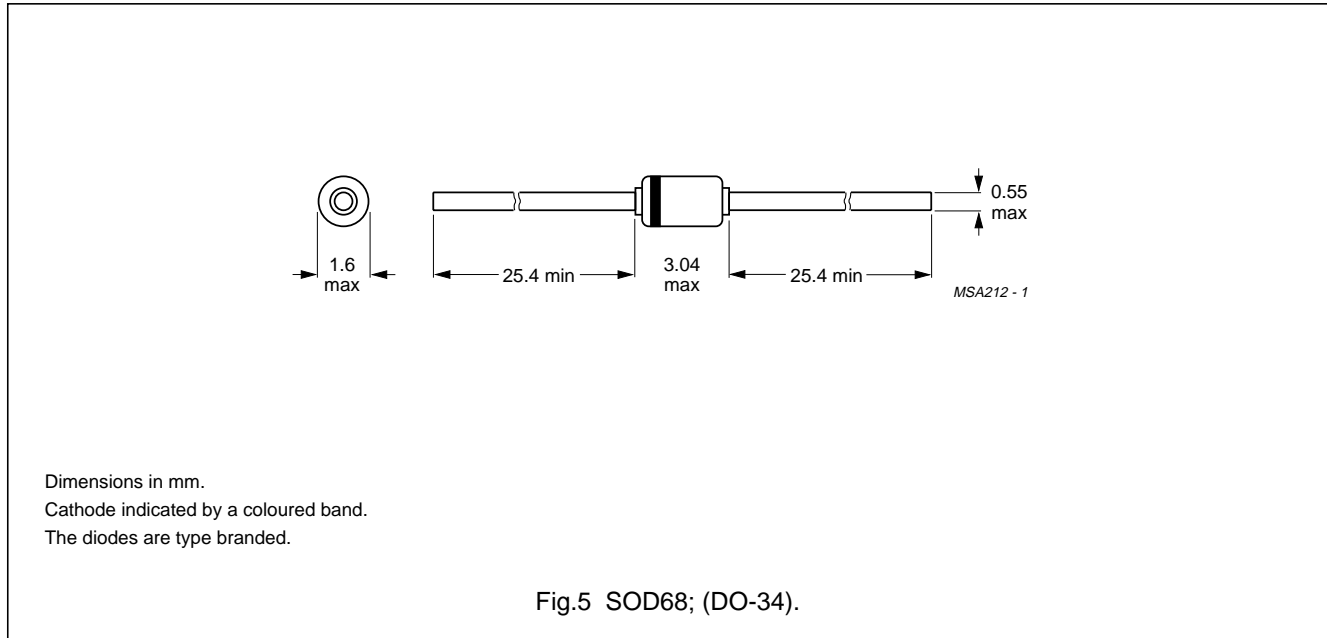 0.55
max
1.6
max
25.4 min
3.04
max
25.4 min
MSA212 - 1
Dimensions in mm.
Cathode indicated by a coloured band.
The diodes are type branded.
Fig.5 SOD68; (DO-34).